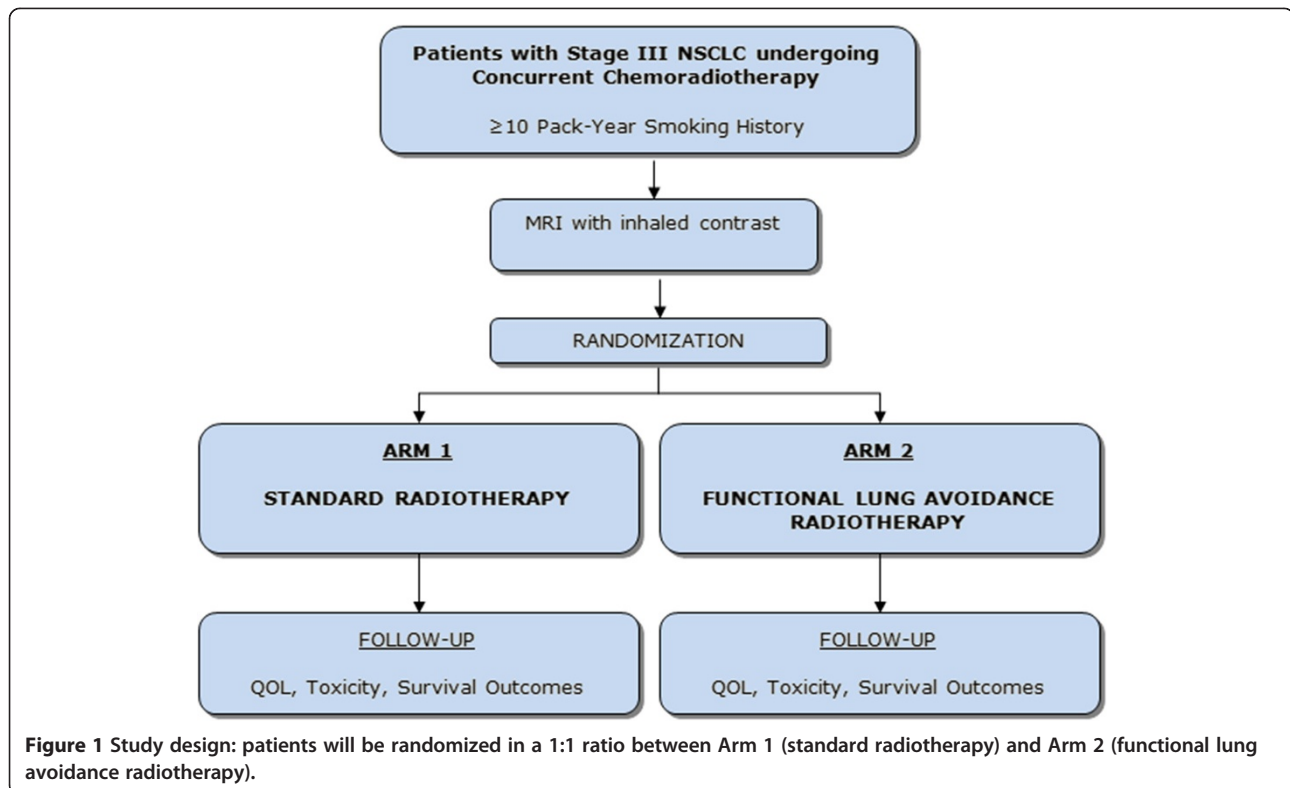 Patients with Stage III NSCLC undergoing
Concurrent Chemoradiotherapy
≥10 Pack-Year Smoking History
MRI with inhaled contrast
RANDOMIZATION
ARM 1
STANDARD RADIOTHERAPY
ARM 2
FUNCTIONAL LUNG AVOIDANCE
RADIOTHERAPY
FOLLOW-UP
QOL, Toxicity, Survival Outcomes
FOLLOW-UP
QOL, Toxicity, Survival Outcomes
Figure 1 Study design: patients will be randomized in a 1:1 ratio between Arm 1 (standard radiotherapy) and Arm 2 (functional lung
avoidance radiotherapy).